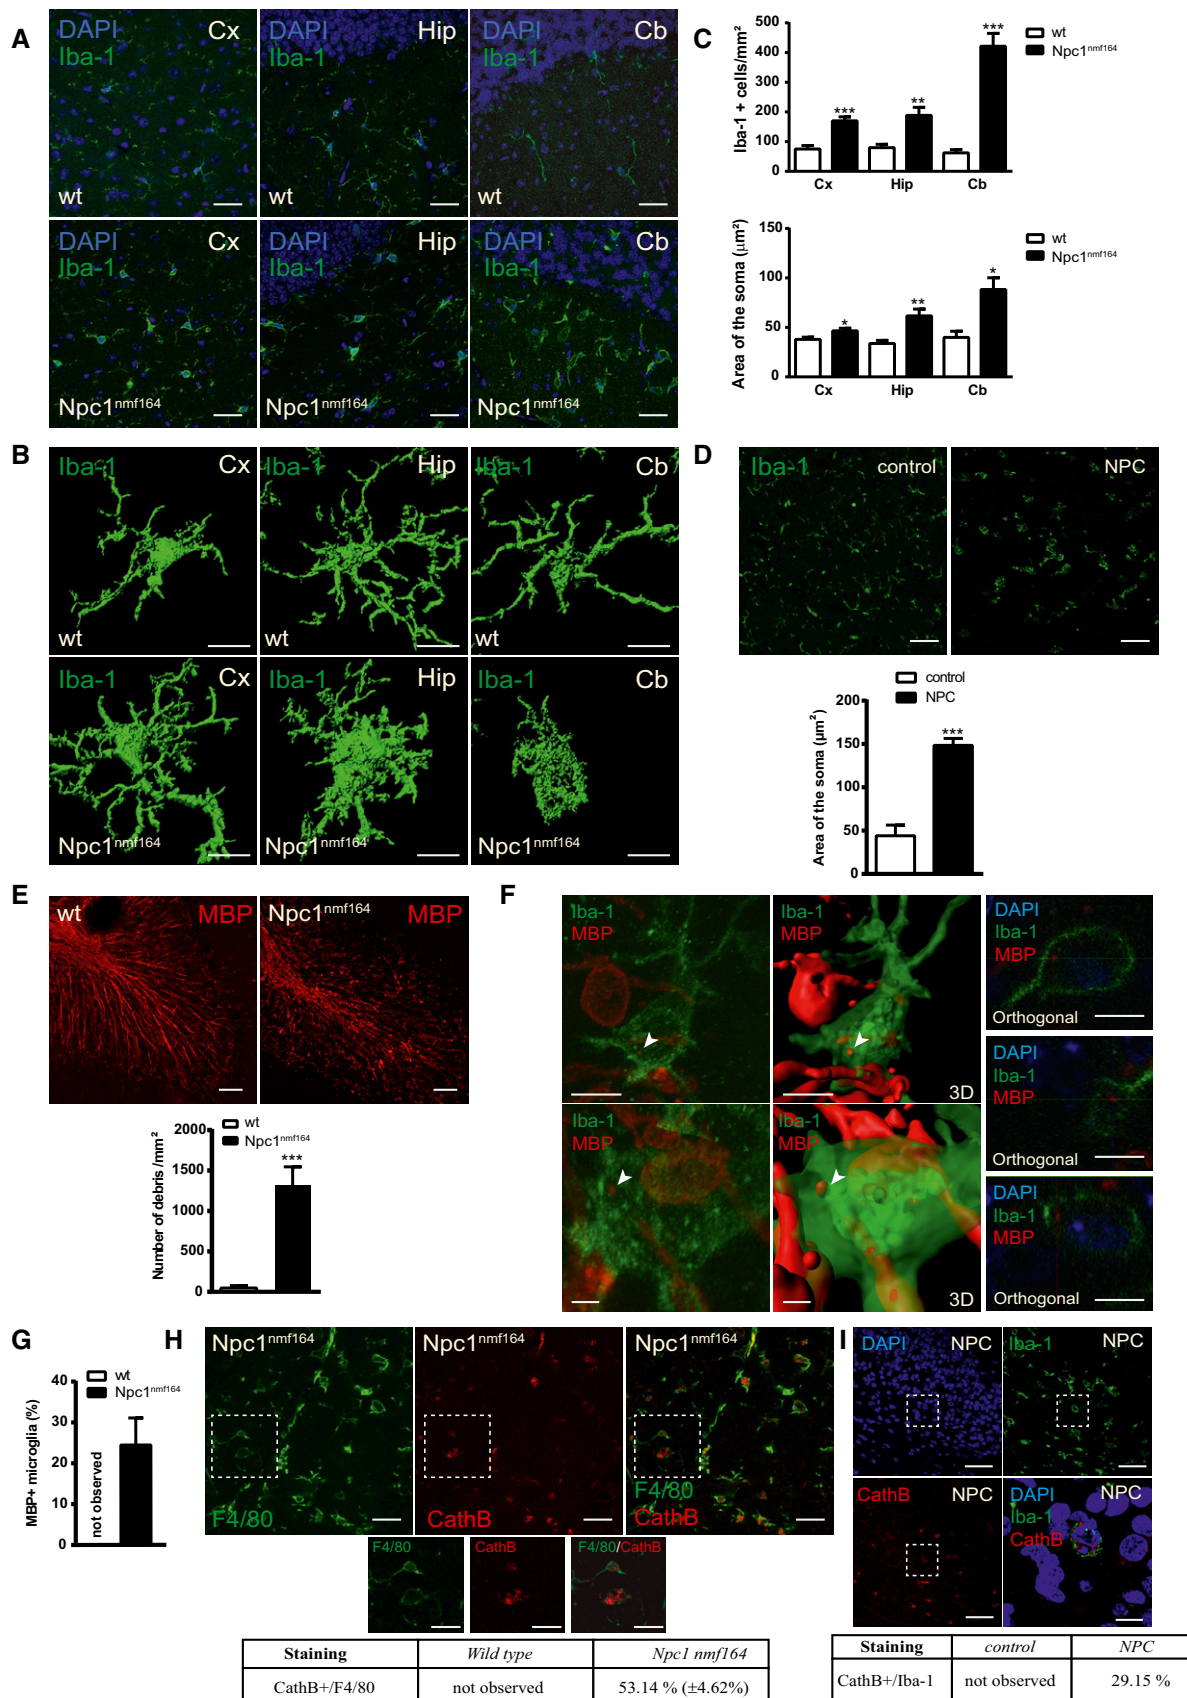 A
DAPI
Iba-1
Cx
wt
DAPI
Iba-1
Hip
wt
DAPI
Iba-1
Cb
wt
DAPI
Iba-1
Cx
Npc1nmf164
DAPI
Iba-1
Hip
Npc1nmf164
DAPI
Iba-1
Cb
Npc1nmf164
C
Iba-1 + cells/mm²
500
400
300
200
100
0
***
**
***
Cx Hip Cb
wt
Npc1nmf164
Area of the soma (µm²)
150
100
50
0
*
**
*
Cx Hip Cb
wt
Npc1nmf164
B
Iba-1
Cx
wt
Iba-1
Hip
wt
Iba-1
Cb
wt
Iba-1
Cx
Npc1nmf164
Iba-1
Hip
Npc1nmf164
Iba-1
Cb
Npc1nmf164
D
Iba-1
control
NPC
control
NPC
Area of the soma (µm²)
200
150
100
50
0
***
E
wt
MBP
Npc1nmf164
MBP
wt
Npc1nmf164
Number of debris /mm²
2000
1500
1000
500
0
***
F
Iba-1
MBP
Iba-1
MBP
3D
DAPI
Iba-1
MBP
Orthogonal
DAPI
Iba-1
MBP
Orthogonal
Iba-1
MBP
Iba-1
MBP
3D
DAPI
Iba-1
MBP
Orthogonal
G
wt
Npc1nmf164
MBP+ microglia (%)
40
30
20
10
0
not observed
H
Npc1nmf164
F4/80
Npc1nmf164
CathB
Npc1nmf164
F4/80
CathB
F4/80
CathB
F4/80/CathB
Staining Wild type Npc1 nmf164
CathB+/F4/80 not observed 53.14 % (±4.62%)
I
DAPI
NPC
Iba-1
NPC
CathB
NPC
DAPI
Iba-1
CathB
NPC
Staining control NPC
CathB+/Iba-1 not observed 29.15 %